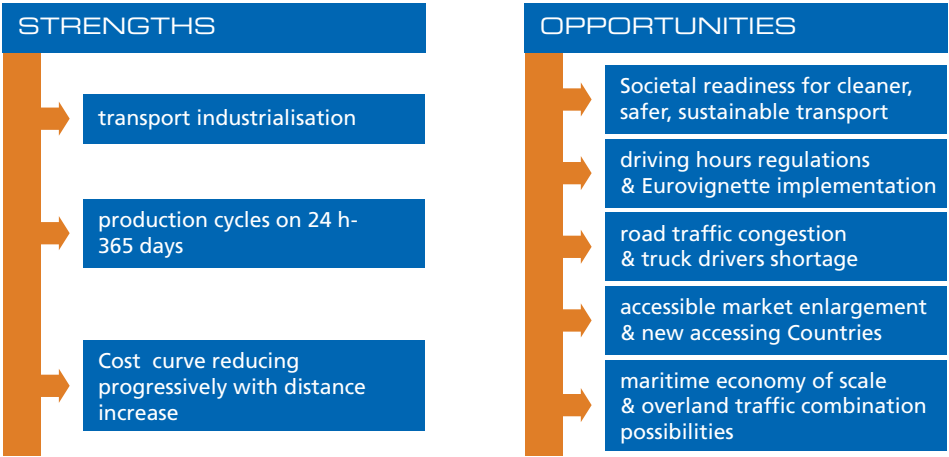 STRENGTHS
transport industrialisation
production cycles on 24 h-
365 days
Cost curve reducing
progressively with distance
increase
OPPORTUNITIES
Societal readiness for cleaner,
safer, sustainable transport
driving hours regulations
& Eurovignette implementation
road traffic congestion
& truck drivers shortage
accessible market enlargement
& new accessing Countries
maritime economy of scale
& overland traffic combination
possibilities